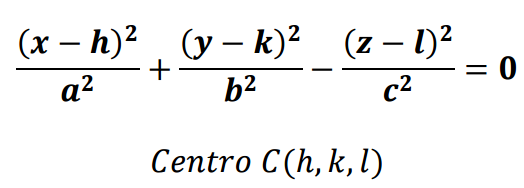 (x − h)²/a² + (y − k)²/b² − (z − l)²/c² = 0
Centro C(h, k, l)